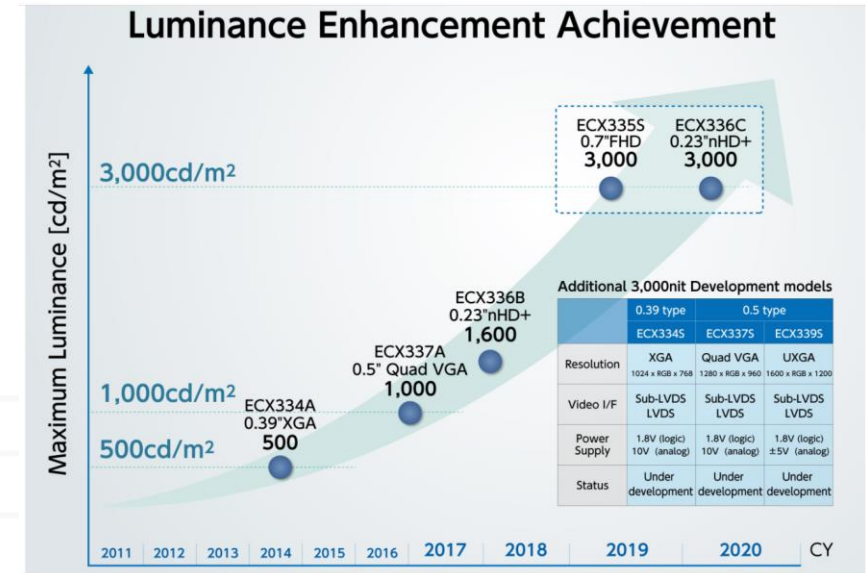 Luminance Enhancement Achievement
Maximum Luminance [cd/m²]
3,000cd/m²
1,000cd/m²
500cd/m²
ECX335S
0.7"FHD
3,000
ECX336C
0.23"nHD+
3,000
ECX336B
0.23"nHD+
1,600
ECX337A
0.5" Quad VGA
1,000
ECX334A
0.39"XGA
500
Additional 3,000nit Development models
0.39 type 0.5 type
ECX334S ECX337S ECX339S
Resolution XGA Quad VGA UXGA
1024 x RGB x 768 1280 x RGB x 960 1600 x RGB x 1200
Video I/F Sub-LVDS Sub-LVDS Sub-LVDS
LVDS LVDS LVDS
Power 1.8V (logic) 1.8V (logic) 1.8V (logic)
Supply 10V (analog) 10V (analog) ±5V (analog)
Status Under Under Under
development development development
2011 2012 2013 2014 2015 2016 2017 2018 2019 2020 CY